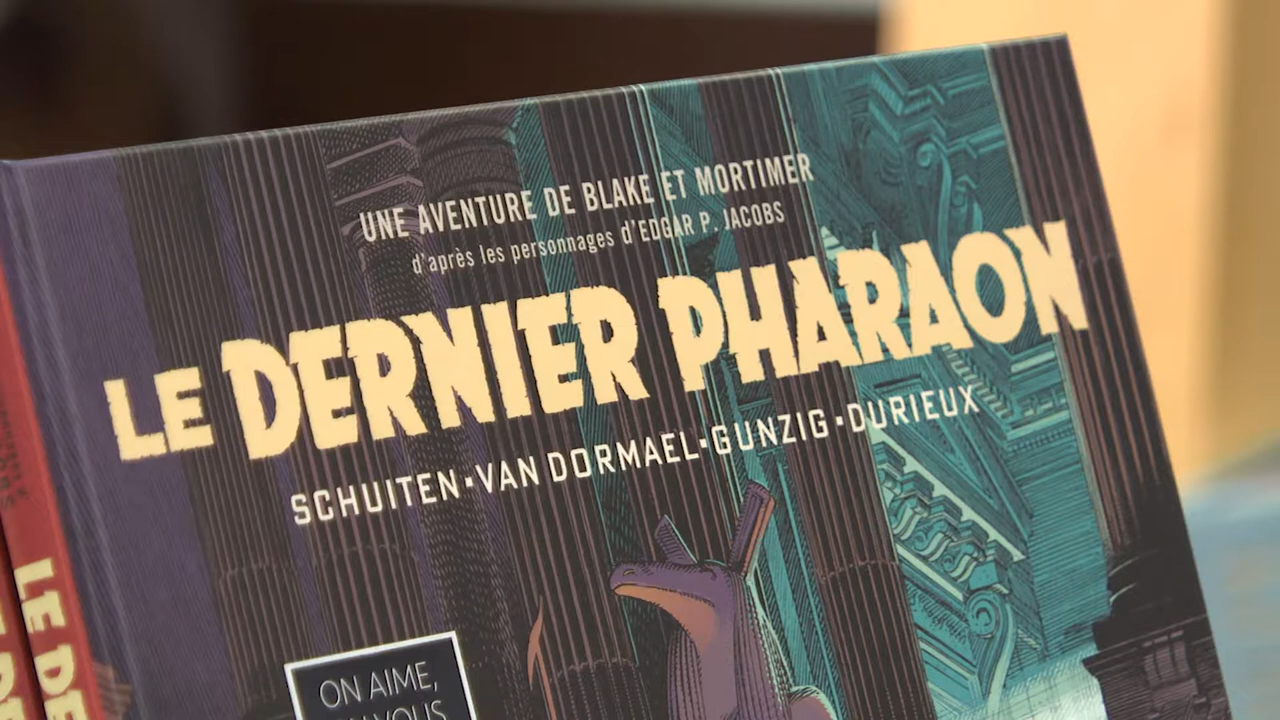 UNE AVENTURE DE BLAKE ET MORTIMER
d'après les personnages d'EDGAR P. JACOBS
LE DERNIER PHARAON
SCHUITEN·VAN DORMAEL·GUNZIG·DURIEUX
ON AIME,
VOUS
LE DE